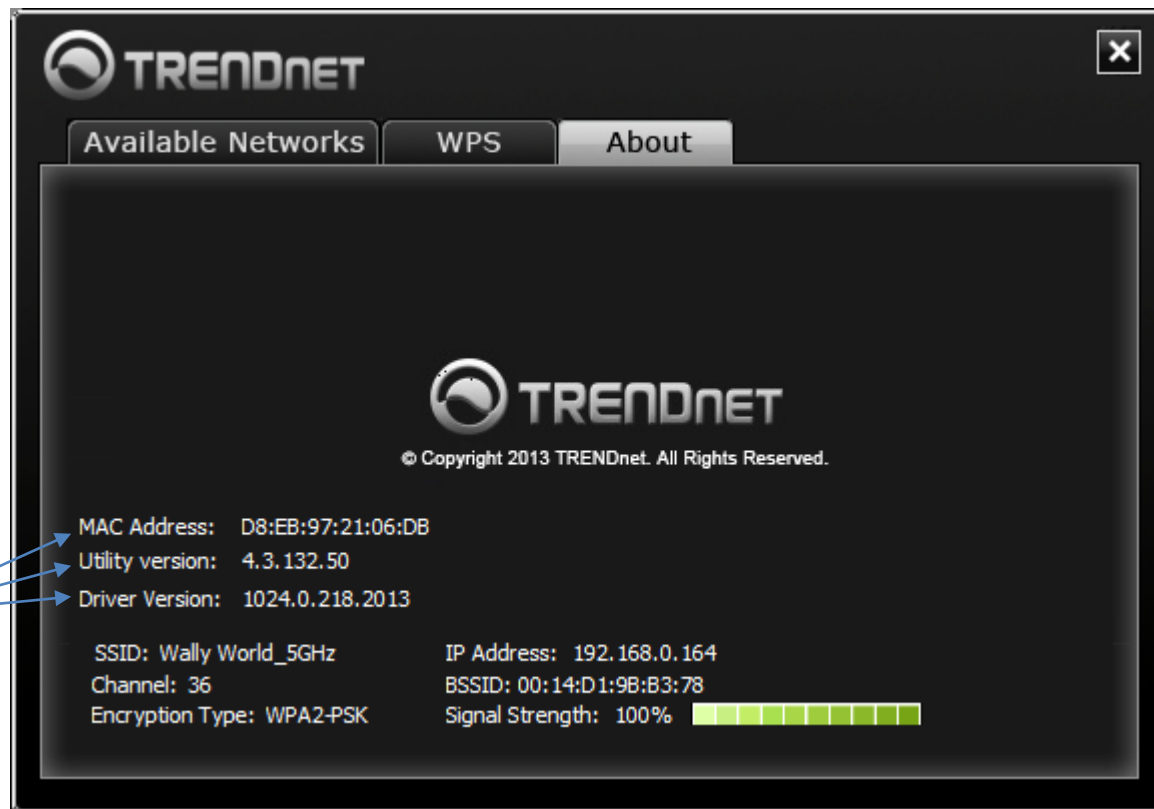 TRENDNET
Available Networks WPS About
TRENDNET
© Copyright 2013 TRENDnet. All Rights Reserved.
MAC Address: D8:EB:97:21:06:DB
Utility version: 4.3.132.50
Driver Version: 1024.0.218.2013
SSID: Wally World_5GHz IP Address: 192.168.0.164
Channel: 36 BSSID: 00:14:D1:9B:B3:78
Encryption Type: WPA2-PSK Signal Strength: 100%